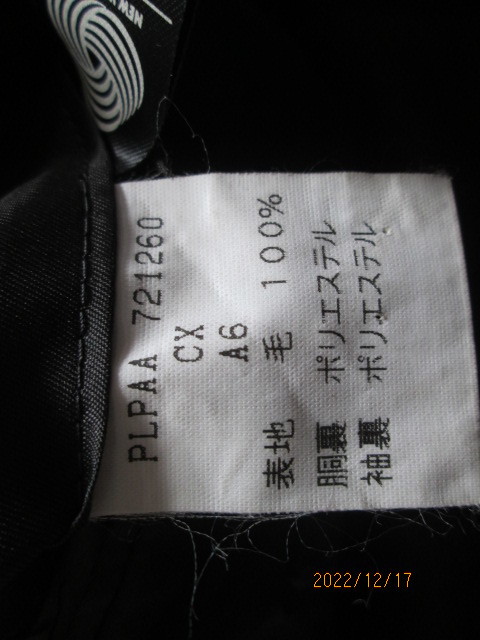 NEW
PLPAA 721260
CX
A6
表地 毛 100%
胴裏 ポリエステル
袖裏 ポリエステル
2022/12/17